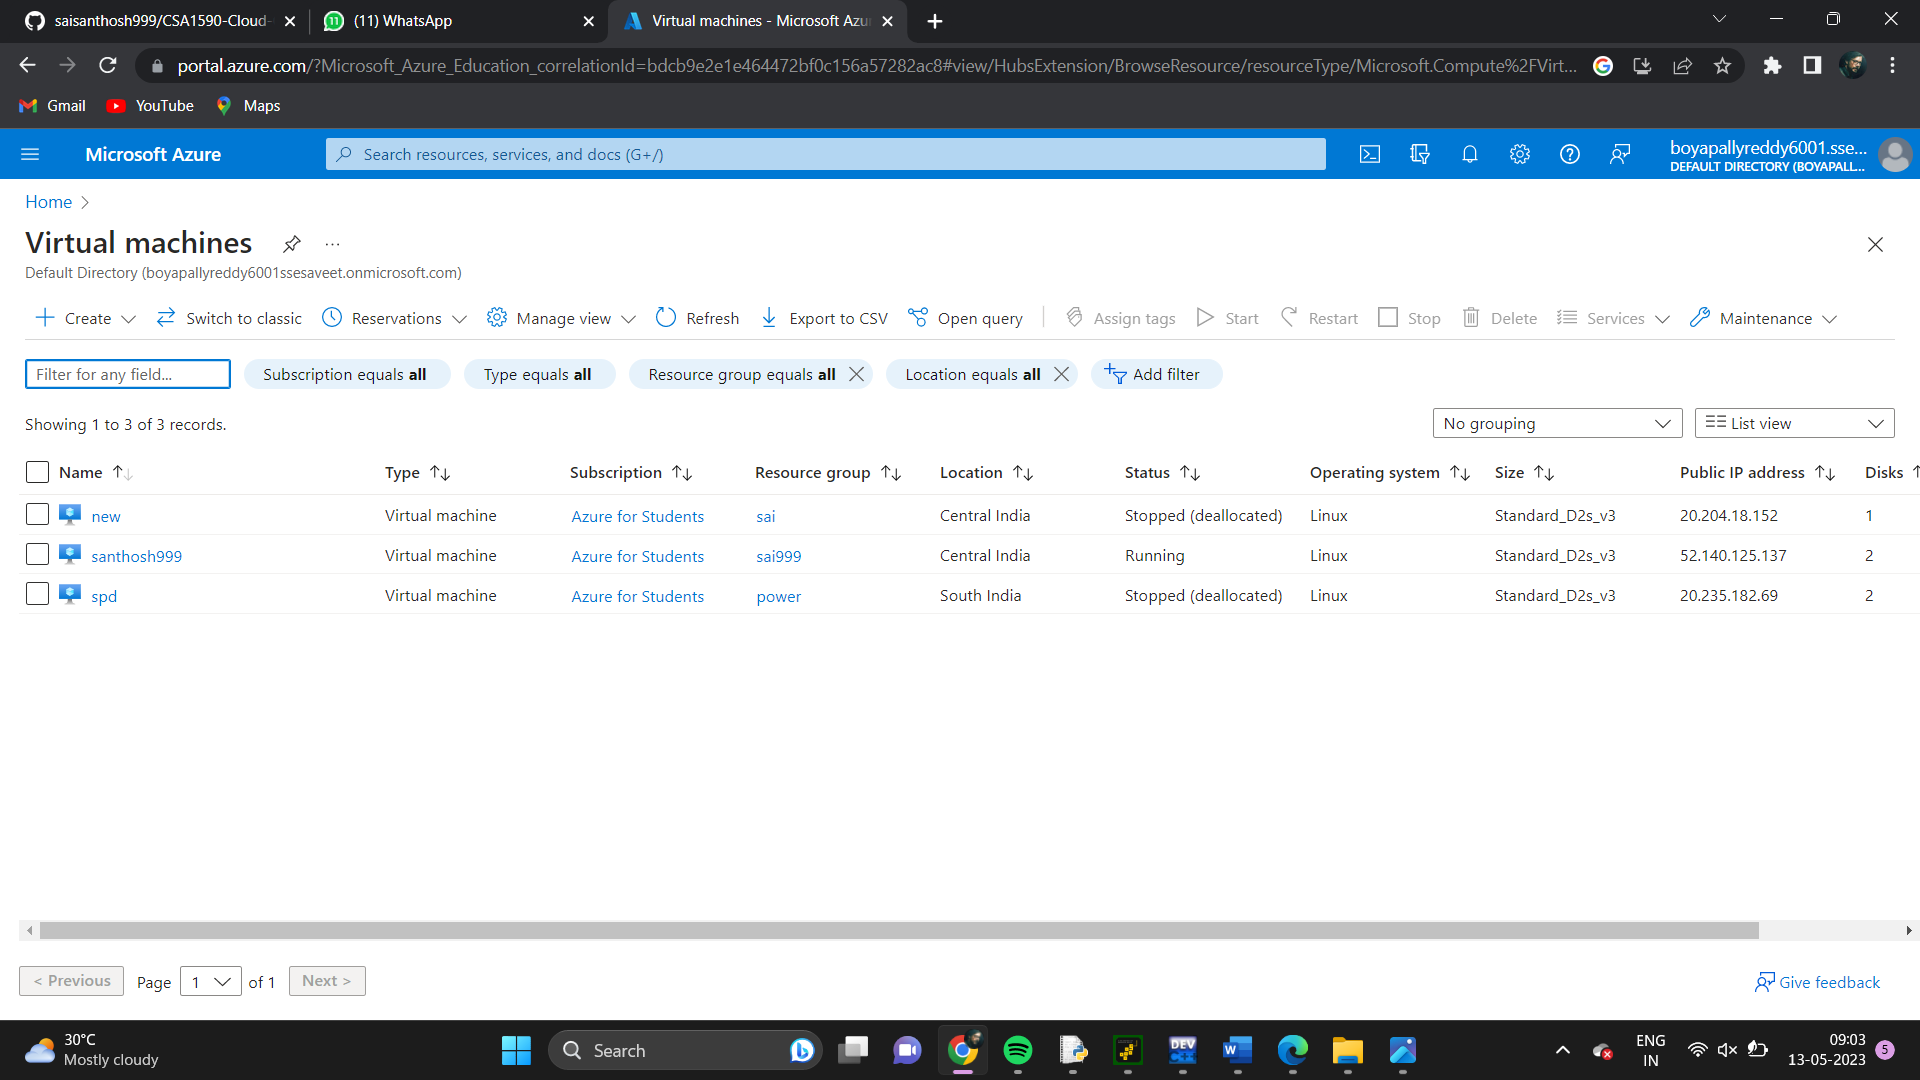 saisanthosh999/CSA1590-Cloud-
(11) WhatsApp
Virtual machines - Microsoft Azu
portal.azure.com/?Microsoft_Azure_Education_correlationId=bdcb9e2e1e464472bf0c156a57282ac8#view/HubsExtension/BrowseResource/resourceType/Microsoft.Compute%2FVirt...
Gmail YouTube Maps
Microsoft Azure
Search resources, services, and docs (G+/)
boyapallyreddy6001.sse...
DEFAULT DIRECTORY (BOYAPALL...
Home
Virtual machines
Default Directory (boyapallyreddy6001ssesaveet.onmicrosoft.com)
Create Switch to classic Reservations Manage view Refresh Export to CSV Open query Assign tags Start Restart Stop Delete Services Maintenance
Filter for any field... Subscription equals all Type equals all Resource group equals all Location equals all Add filter
Showing 1 to 3 of 3 records.
No grouping List view
Name Type Subscription Resource group Location Status Operating system Size Public IP address Disks
new Virtual machine Azure for Students sai Central India Stopped (deallocated) Linux Standard_D2s_v3 20.204.18.152 1
santhosh999 Virtual machine Azure for Students sai999 Central India Running Linux Standard_D2s_v3 52.140.125.137 2
spd Virtual machine Azure for Students power South India Stopped (deallocated) Linux Standard_D2s_v3 20.235.182.69 2
< Previous Page 1 of 1 Next >
Give feedback
30°C
Mostly cloudy
Search
ENG
IN
09:03
13-05-2023
5